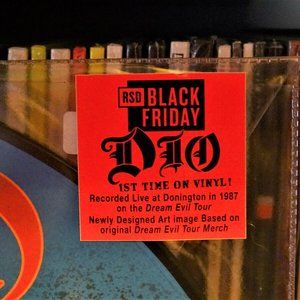 RSD BLACK
FRIDAY
DIO
1ST TIME ON VINYL!
Recorded Live at Donington in 1987
on the Dream Evil Tour
Newly Designed Art image Based on
original Dream Evil Tour Merch